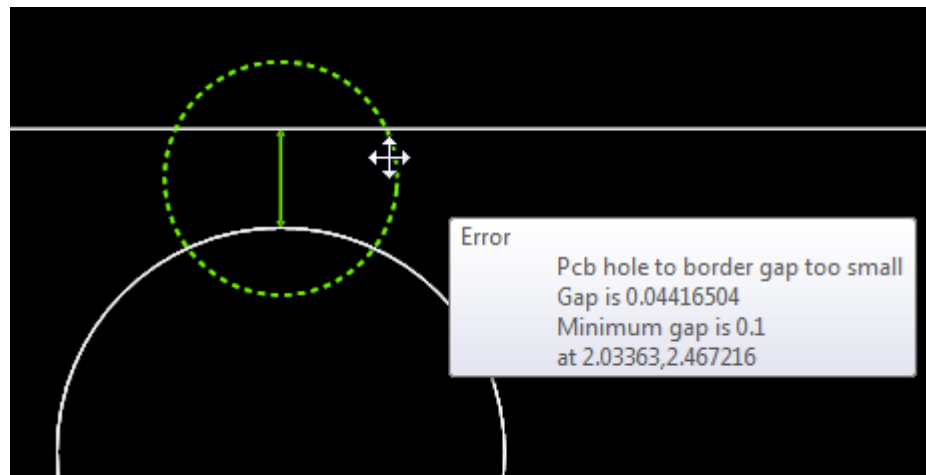 Error
Pcb hole to border gap too small
Gap is 0.04416504
Minimum gap is 0.1
at 2.03363,2.467216